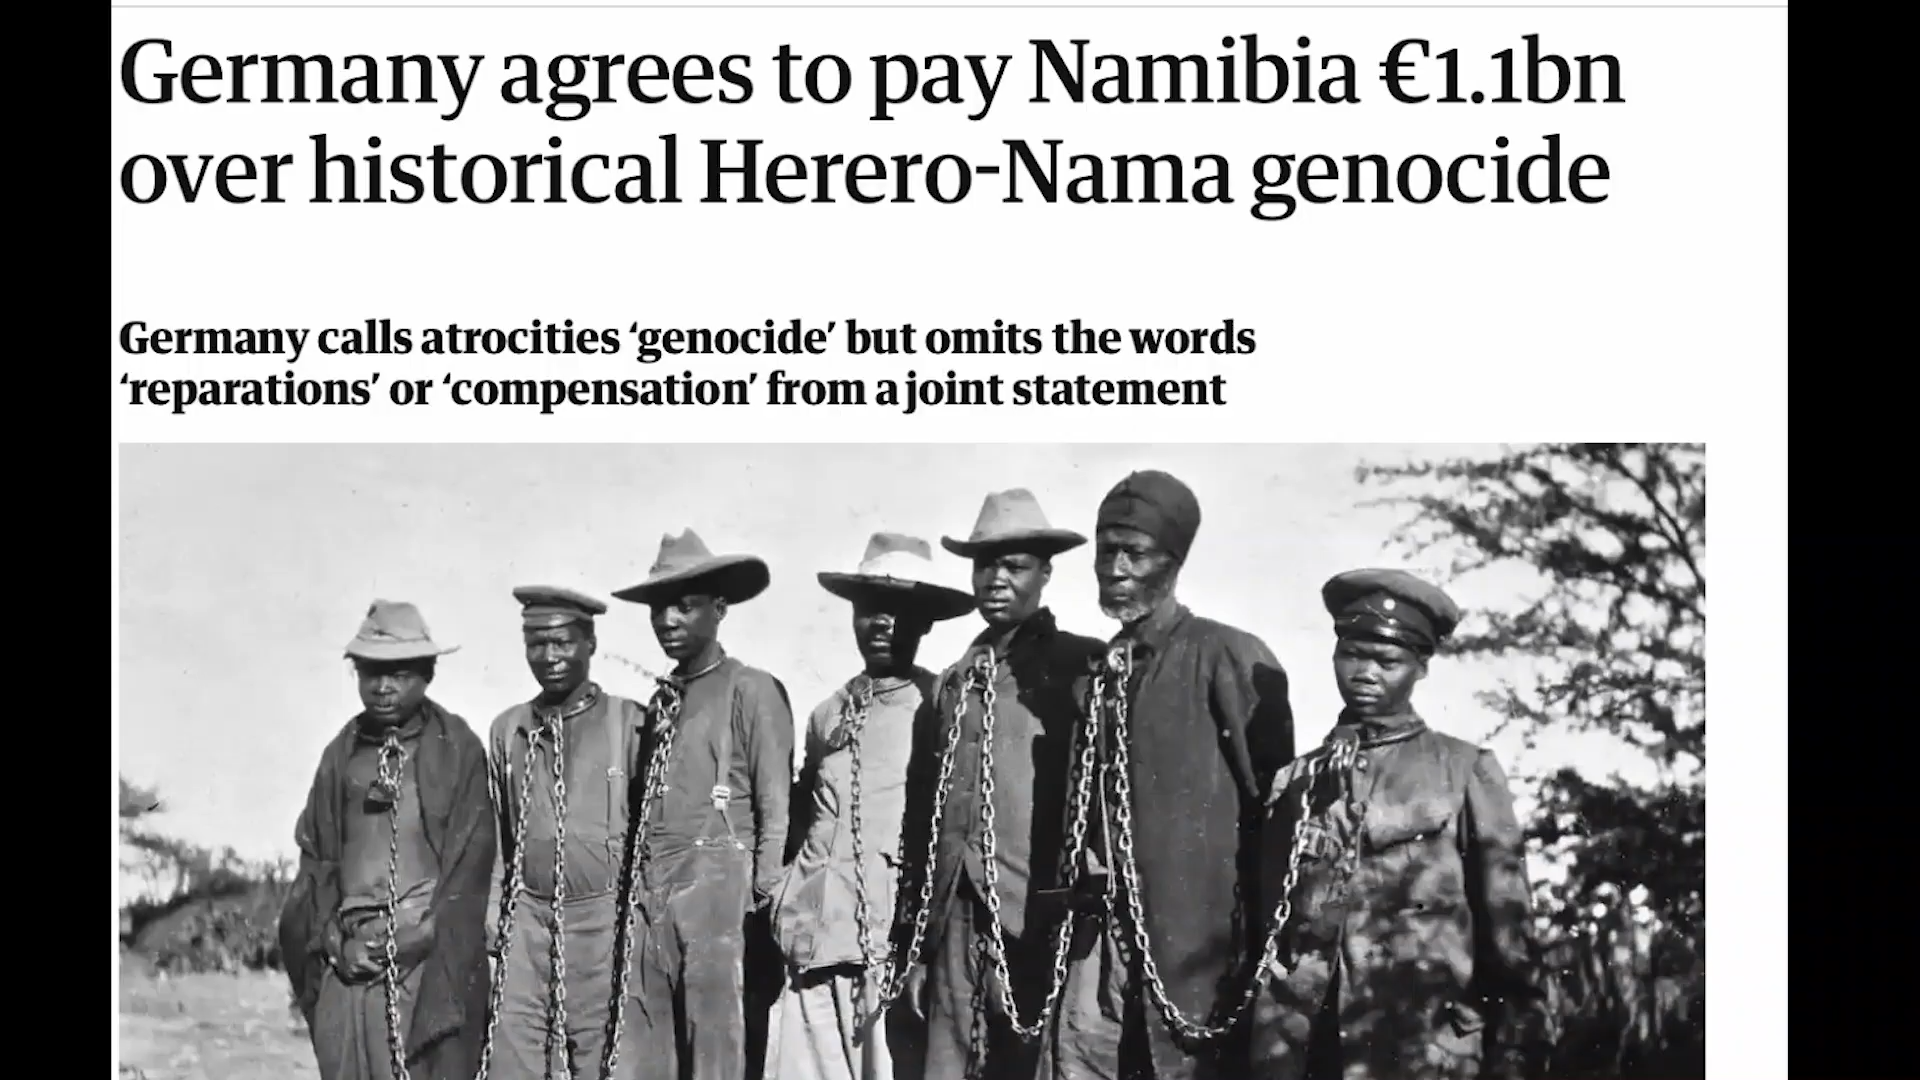 Germany agrees to pay Namibia €1.1bn
over historical Herero-Nama genocide
Germany calls atrocities ‘genocide’ but omits the words
‘reparations’ or ‘compensation’ from a joint statement